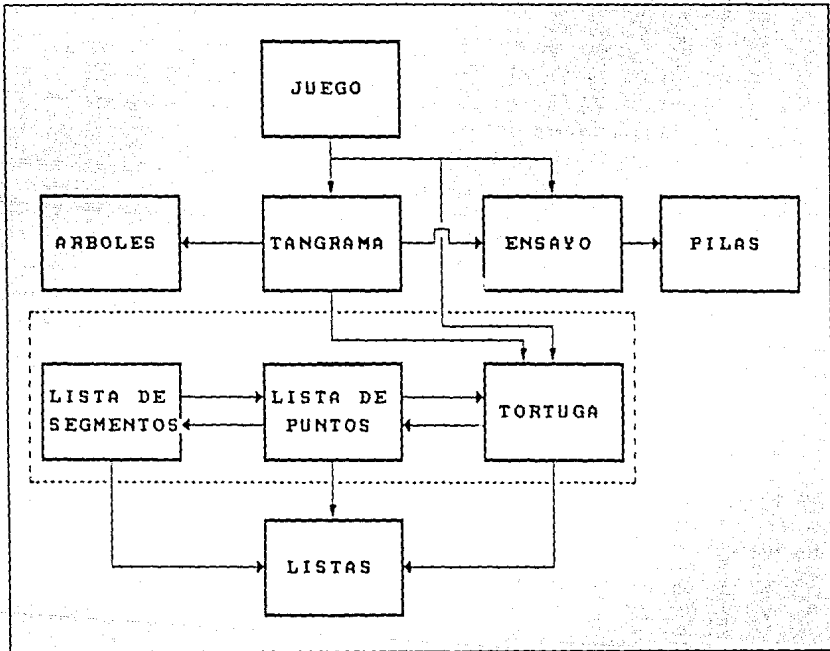 JUEGO
ARBOLES
TANGRAMA
ENSAYO
PILAS
LISTA DE
SEGMENTOS
LISTA DE
PUNTOS
TORTUGA
LISTAS